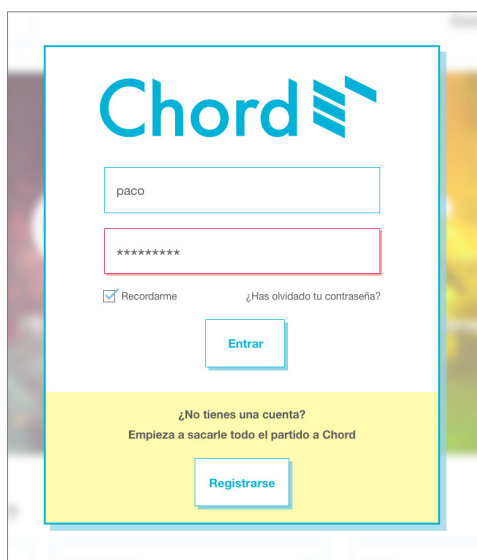 Chord
paco
*********
Recordarme
¿Has olvidado tu contraseña?
Entrar
¿No tienes una cuenta?
Empieza a sacarle todo el partido a Chord
Registrarse